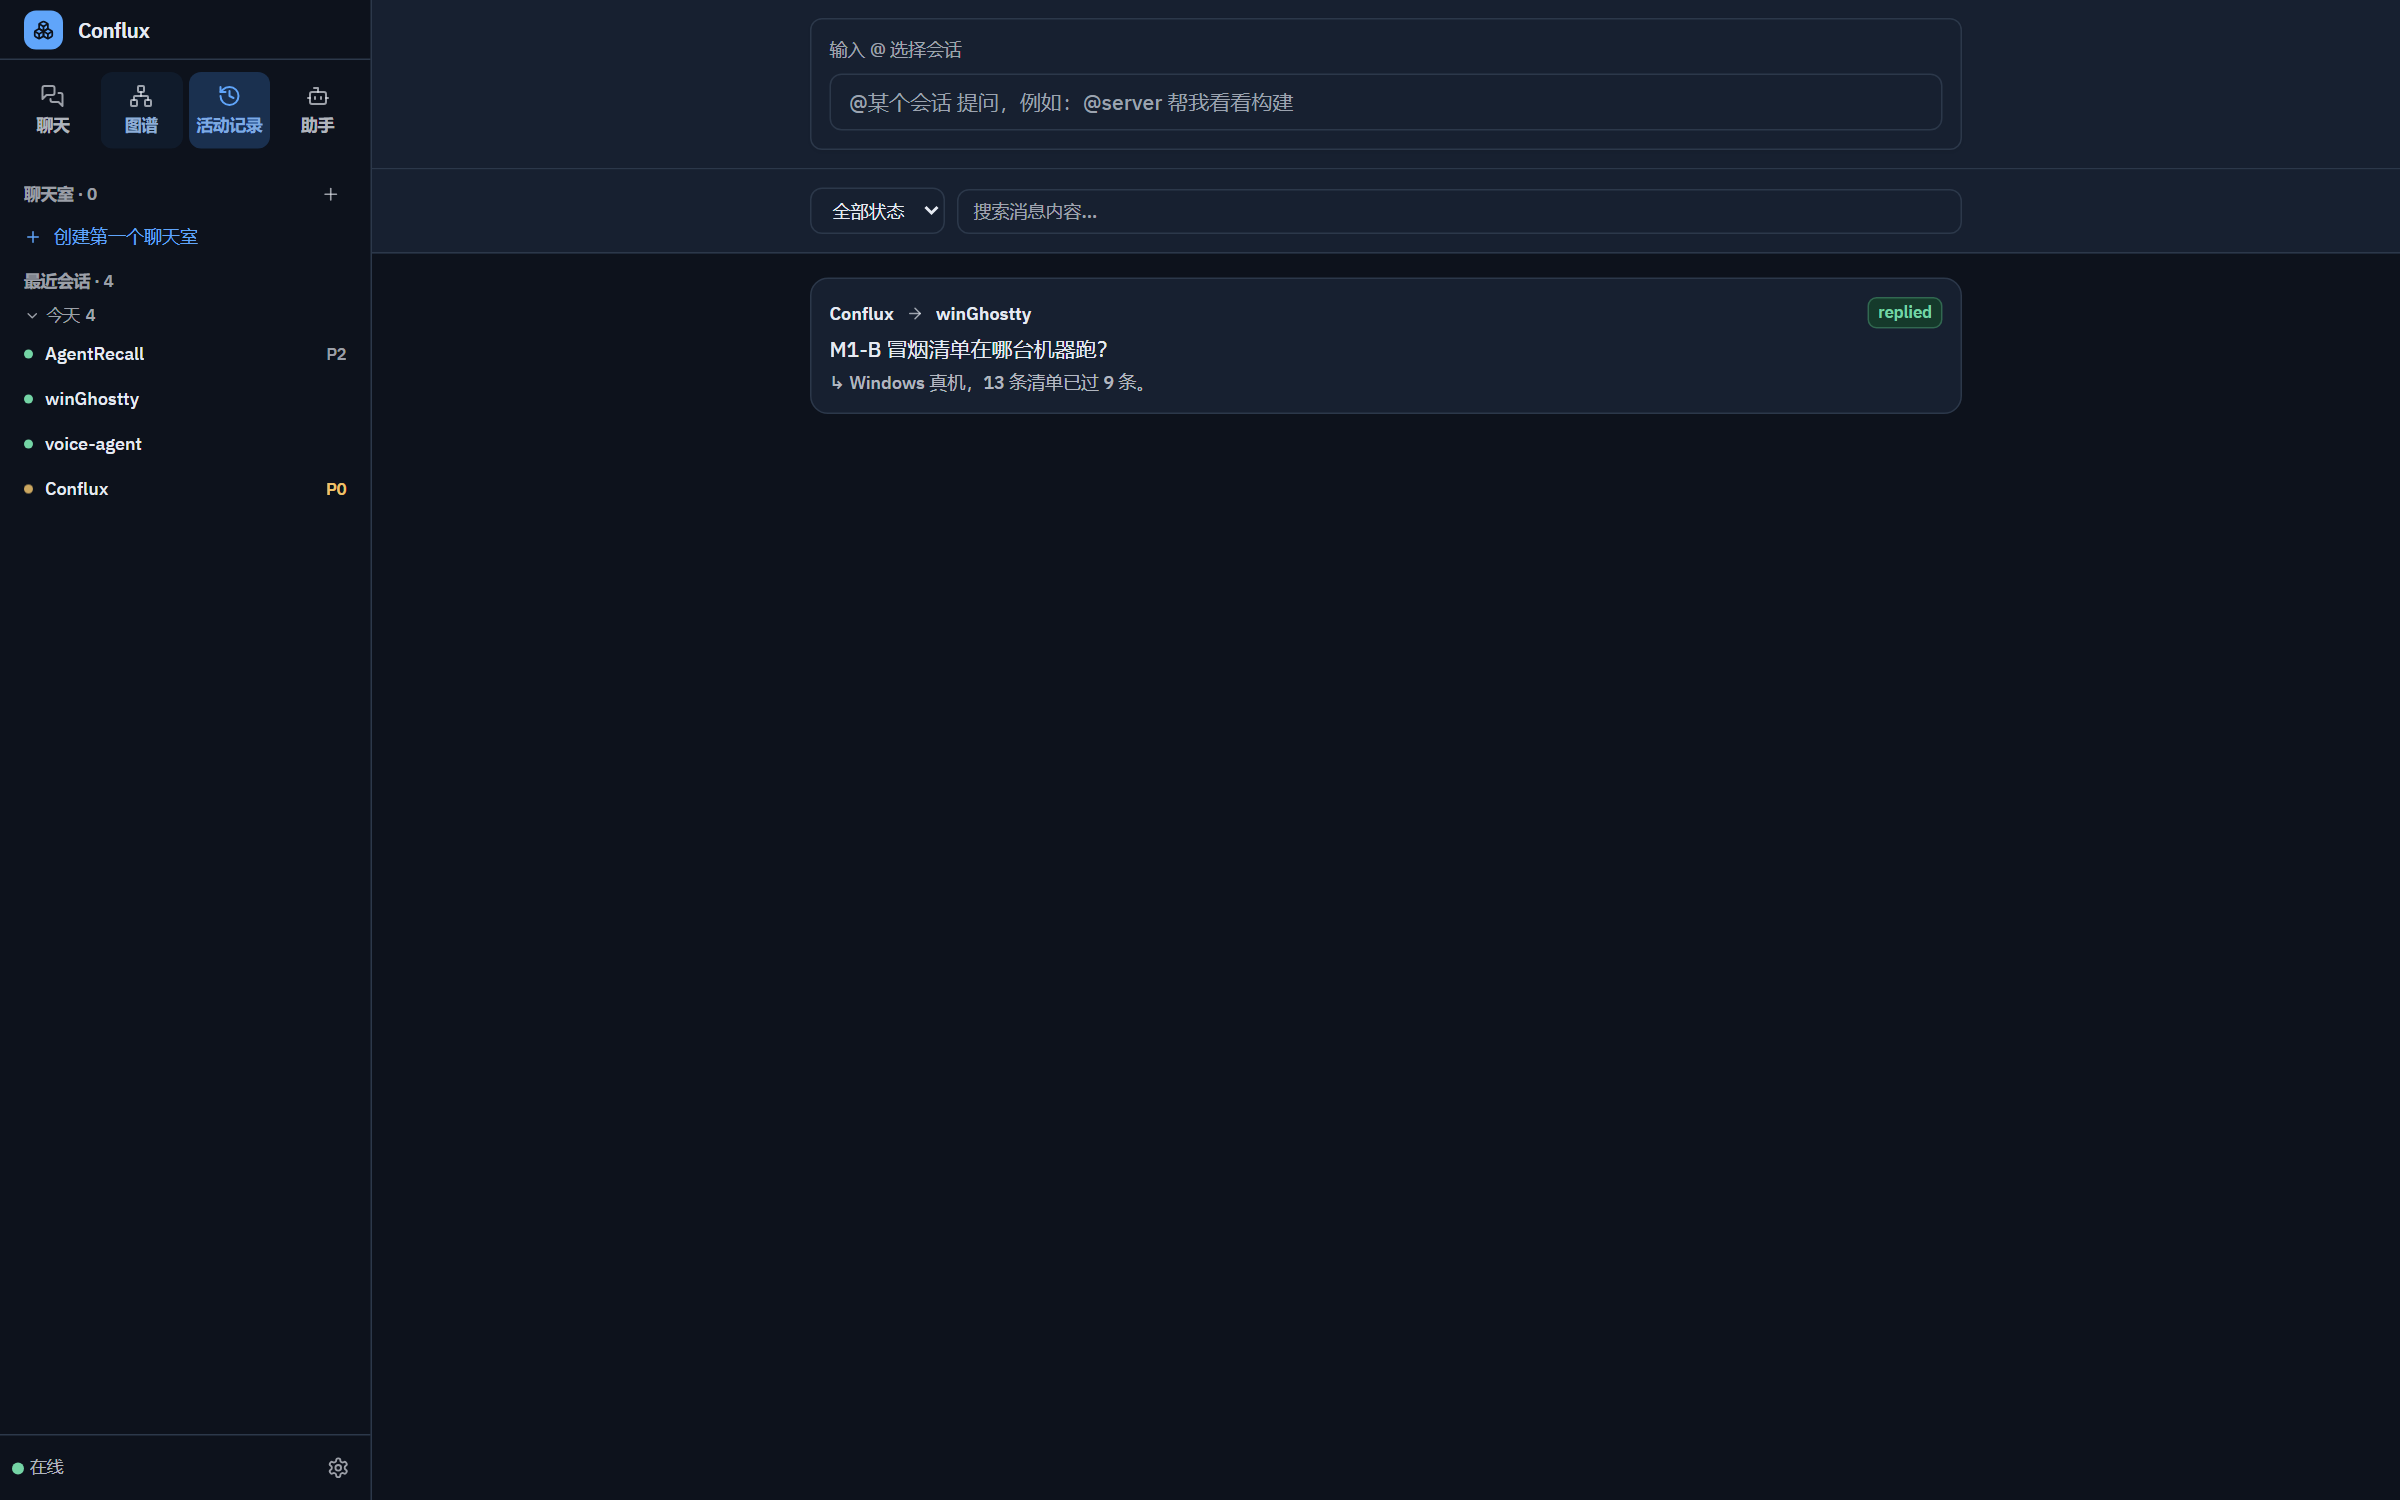 Conflux
聊天
图谱
活动记录
助手
聊天室 · 0
创建第一个聊天室
最近会话 · 4
今天 4
AgentRecall P2
winGhostty
voice-agent
Conflux P0
在线
输入 @ 选择会话
@某个会话 提问，例如：@server 帮我看看构建
全部状态
搜索消息内容...
Conflux → winGhostty replied
M1-B 冒烟清单在哪台机器跑？
↳ Windows 真机，13 条清单已过 9 条。